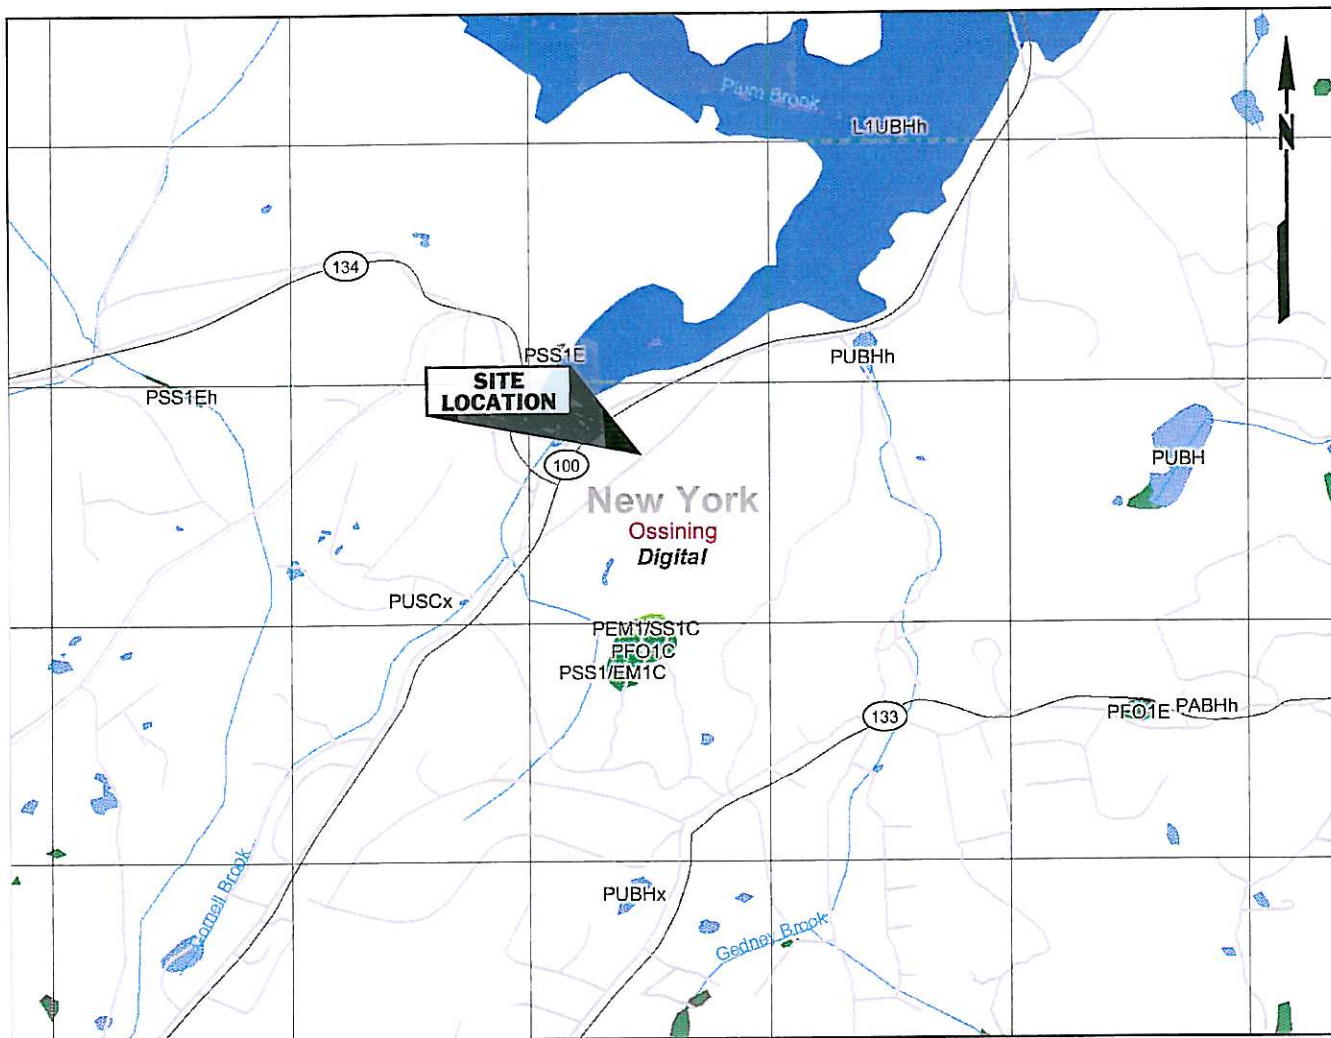 Plum Brook
L1UBHh
N
134
PSS1E
PUBHh
SITE
LOCATION
PSS1Eh
PUBH
100
New York
Ossining
Digital
PUSCx
PEM1/SS1C
PFO1C
PSS1/EM1C
PFO1E
PABHh
133
Cornell Brook
PUBHx
Gedney Brook